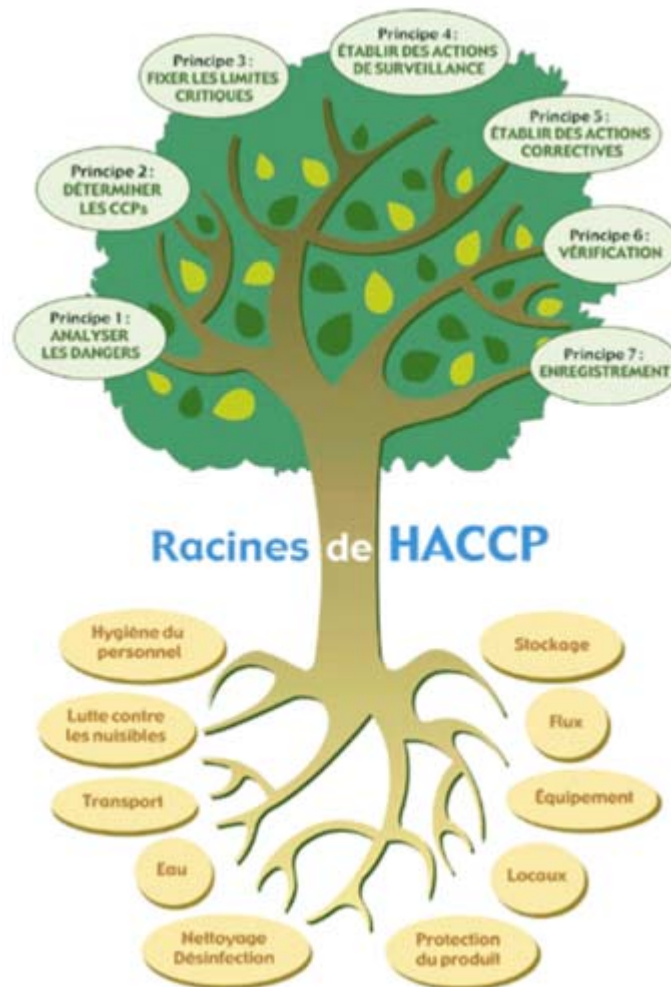 Principe 1 :
ANALYSER
LES DANGERS
Principe 2 :
DÉTERMINER
LES CCPs
Principe 3 :
FIXER LES LIMITES
CRITIQUES
Principe 4 :
ÉTABLIR DES ACTIONS
DE SURVEILLANCE
Principe 5 :
ÉTABLIR DES ACTIONS
CORRECTIVES
Principe 6 :
VÉRIFICATION
Principe 7 :
ENREGISTREMENT
Racines de HACCP
Hygiène du
personnel
Lutte contre
les nuisibles
Transport
Eau
Nettoyage
Désinfection
Protection
du produit
Locaux
Équipement
Flux
Stockage